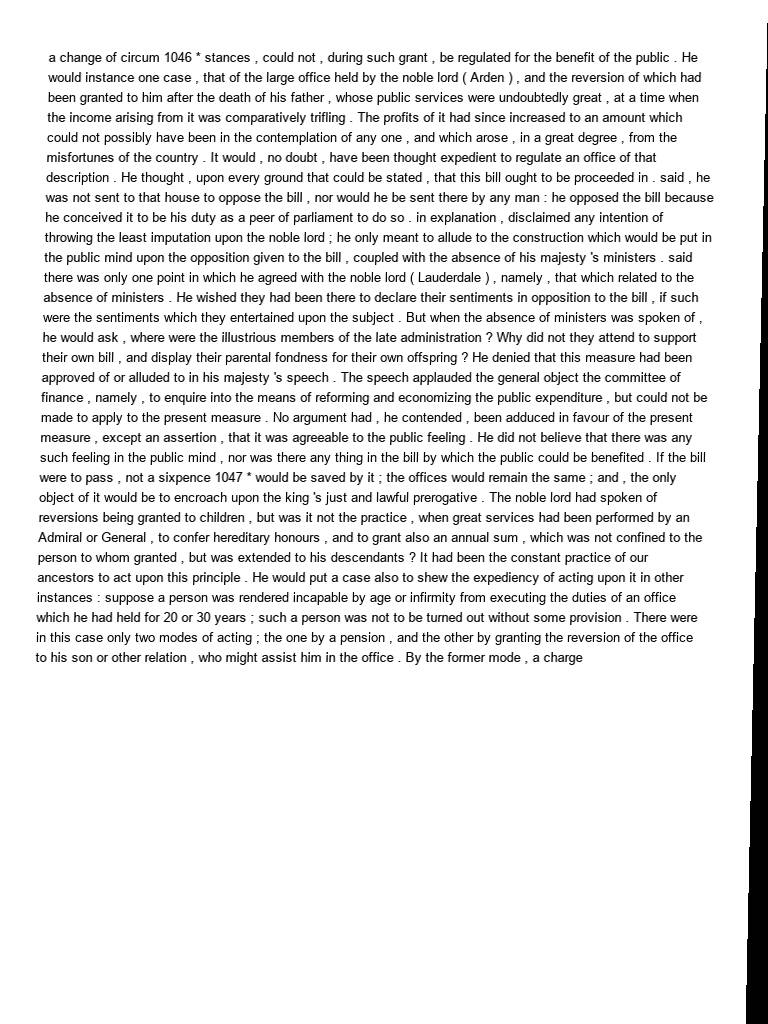 a change of circum 1046 * stances , could not , during such grant , be regulated for the benefit of the public . He
would instance one case , that of the large office held by the noble lord ( Arden ) , and the reversion of which had
been granted to him after the death of his father , whose public services were undoubtedly great , at a time when
the income arising from it was comparatively trifling . The profits of it had since increased to an amount which
could not possibly have been in the contemplation of any one , and which arose , in a great degree , from the
misfortunes of the country . It would , no doubt , have been thought expedient to regulate an office of that
description . He thought , upon every ground that could be stated , that this bill ought to be proceeded in . said , he
was not sent to that house to oppose the bill , nor would he be sent there by any man : he opposed the bill because
he conceived it to be his duty as a peer of parliament to do so . in explanation , disclaimed any intention of
throwing the least imputation upon the noble lord ; he only meant to allude to the construction which would be put in
the public mind upon the opposition given to the bill , coupled with the absence of his majesty 's ministers . said
there was only one point in which he agreed with the noble lord ( Lauderdale ) , namely , that which related to the
absence of ministers . He wished they had been there to declare their sentiments in opposition to the bill , if such
were the sentiments which they entertained upon the subject . But when the absence of ministers was spoken of ,
he would ask , where were the illustrious members of the late administration ? Why did not they attend to support
their own bill , and display their parental fondness for their own offspring ? He denied that this measure had been
approved of or alluded to in his majesty 's speech . The speech applauded the general object the committee of
finance , namely , to enquire into the means of reforming and economizing the public expenditure , but could not be
made to apply to the present measure . No argument had , he contended , been adduced in favour of the present
measure , except an assertion , that it was agreeable to the public feeling . He did not believe that there was any
such feeling in the public mind , nor was there any thing in the bill by which the public could be benefited . If the bill
were to pass , not a sixpence 1047 * would be saved by it ; the offices would remain the same ; and , the only
object of it would be to encroach upon the king 's just and lawful prerogative . The noble lord had spoken of
reversions being granted to children , but was it not the practice , when great services had been performed by an
Admiral or General , to confer hereditary honours , and to grant also an annual sum , which was not confined to the
person to whom granted , but was extended to his descendants ? It had been the constant practice of our
ancestors to act upon this principle . He would put a case also to shew the expediency of acting upon it in other
instances : suppose a person was rendered incapable by age or infirmity from executing the duties of an office
which he had held for 20 or 30 years ; such a person was not to be turned out without some provision . There were
in this case only two modes of acting ; the one by a pension , and the other by granting the reversion of the office
to his son or other relation , who might assist him in the office . By the former mode , a charge